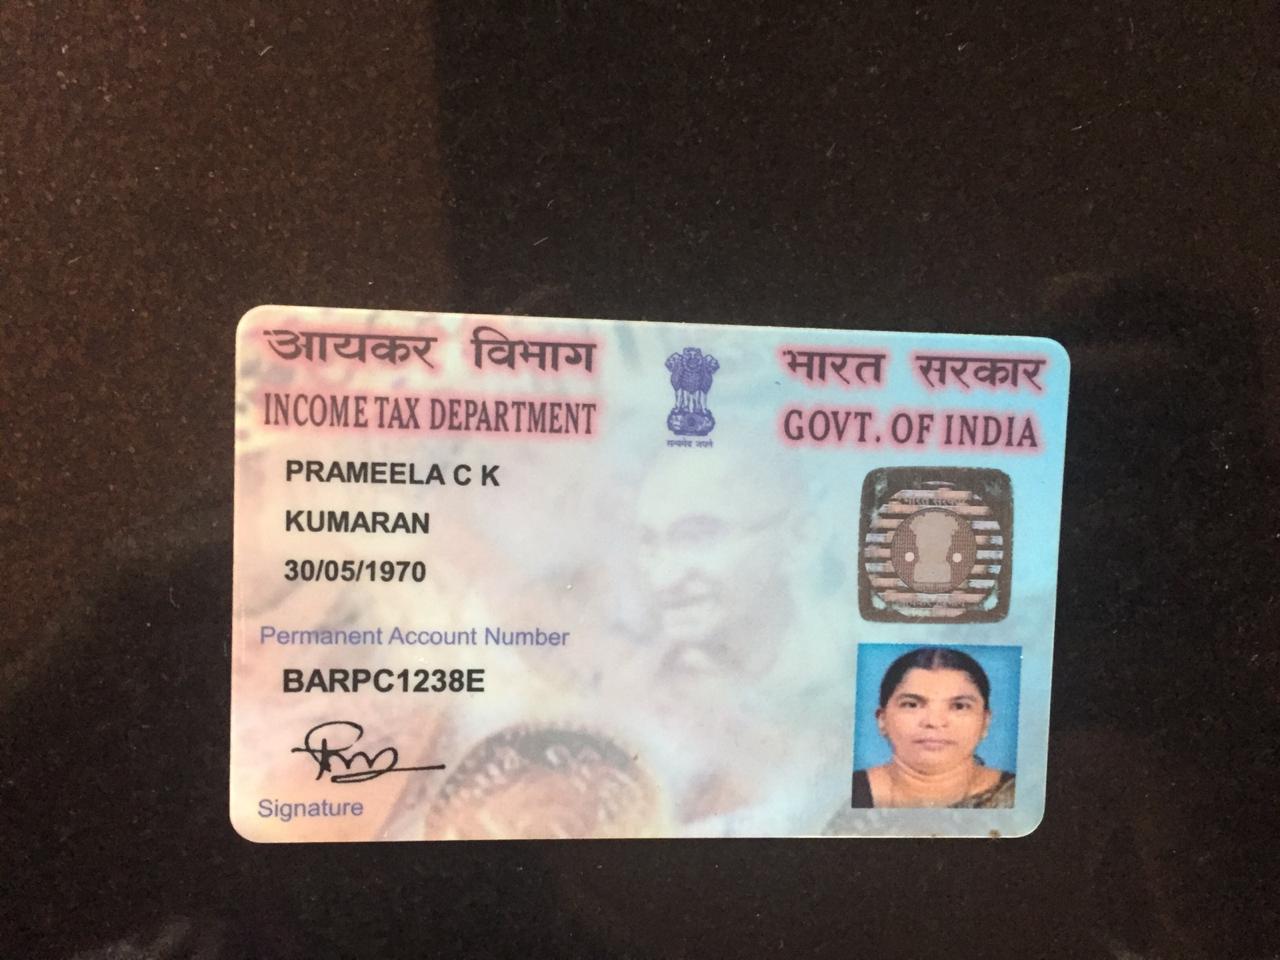 आयकर विभाग
INCOME TAX DEPARTMENT
भारत सरकार
GOVT. OF INDIA
सत्यमेव जयते
PRAMEELA C K
KUMARAN
30/05/1970
Permanent Account Number
BARPC1238E
Signature